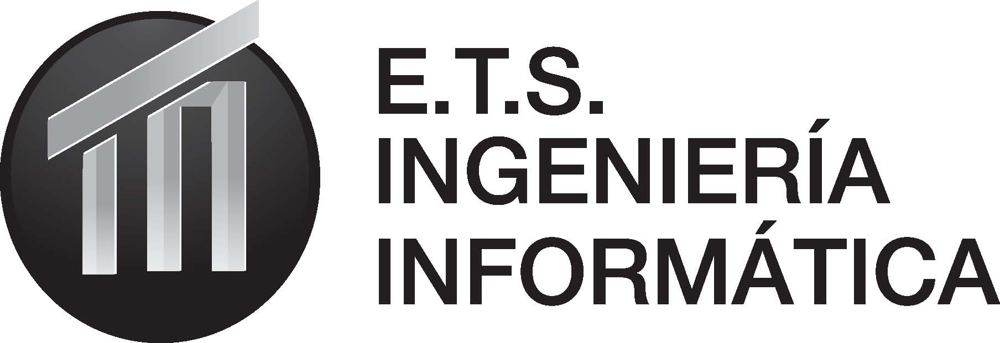 E.T.S.
INGENIERÍA
INFORMÁTICA